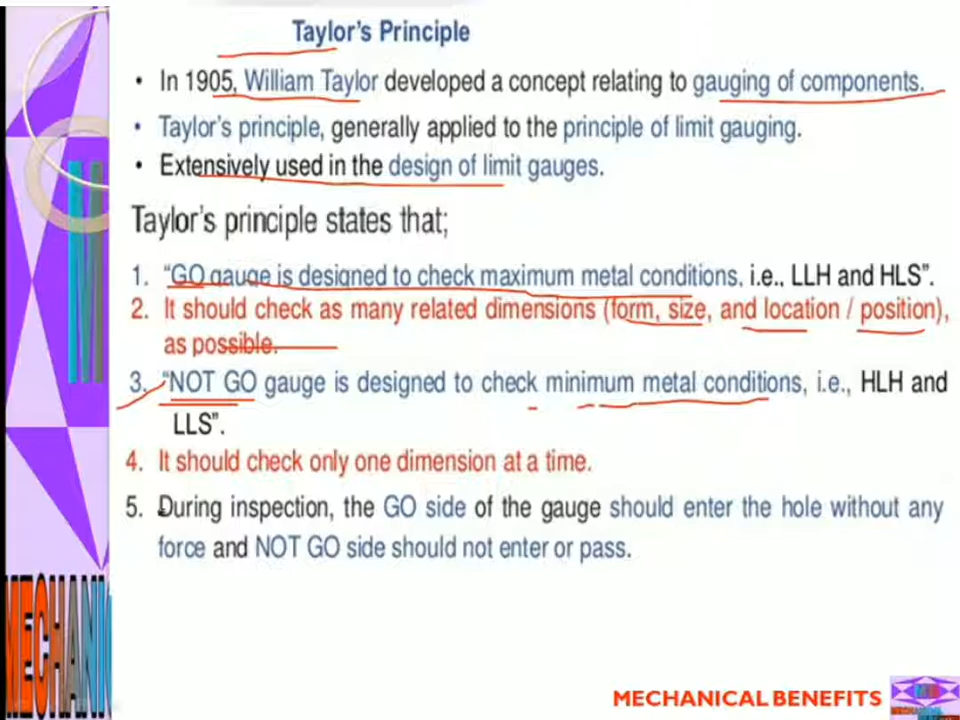 Taylor's Principle
• In 1905, William Taylor developed a concept relating to gauging of components.
• Taylor's principle, generally applied to the principle of limit gauging.
• Extensively used in the design of limit gauges.
Taylor's principle states that;
1. "GO gauge is designed to check maximum metal conditions, i.e., LLH and HLS".
2. It should check as many related dimensions (form, size, and location / position),
as possible.
3. "NOT GO gauge is designed to check minimum metal conditions, i.e., HLH and
LLS".
4. It should check only one dimension at a time.
5. During inspection, the GO side of the gauge should enter the hole without any
force and NOT GO side should not enter or pass.
MECHANIC
MECHANICAL BENEFITS